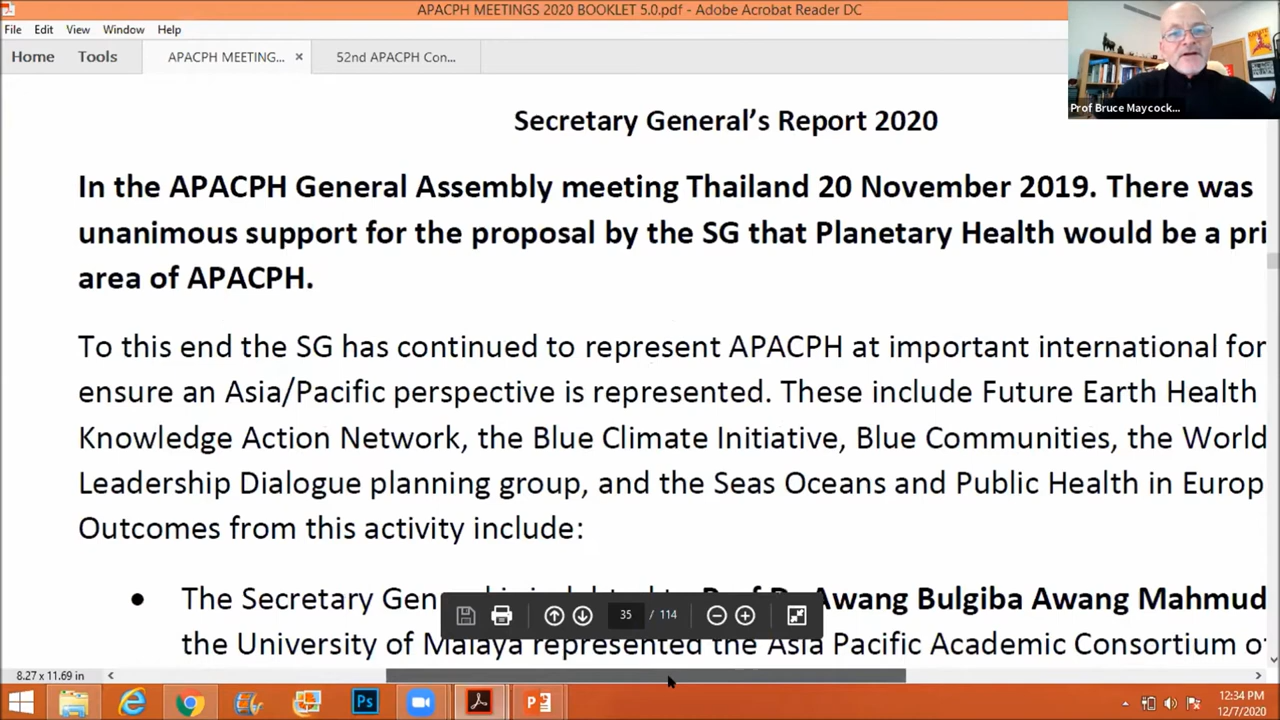 APACPH MEETINGS 2020 BOOKLET 5.0.pdf - Adobe Acrobat Reader DC
File Edit View Window Help
Home Tools APACPH MEETING... × 52nd APACPH Con...
Prof Bruce Maycock...
Secretary General's Report 2020
In the APACPH General Assembly meeting Thailand 20 November 2019. There was
unanimous support for the proposal by the SG that Planetary Health would be a pri
area of APACPH.
To this end the SG has continued to represent APACPH at important international for
ensure an Asia/Pacific perspective is represented. These include Future Earth Health
Knowledge Action Network, the Blue Climate Initiative, Blue Communities, the World
Leadership Dialogue planning group, and the Seas Oceans and Public Health in Europ
Outcomes from this activity include:
• The Secretary Gen Awang Bulgiba Awang Mahmud
35 / 114
the University of Malaya represented the Asia Pacific Academic Consortium of
8.27 x 11.69 in
Ps
12:34 PM
12/7/2020